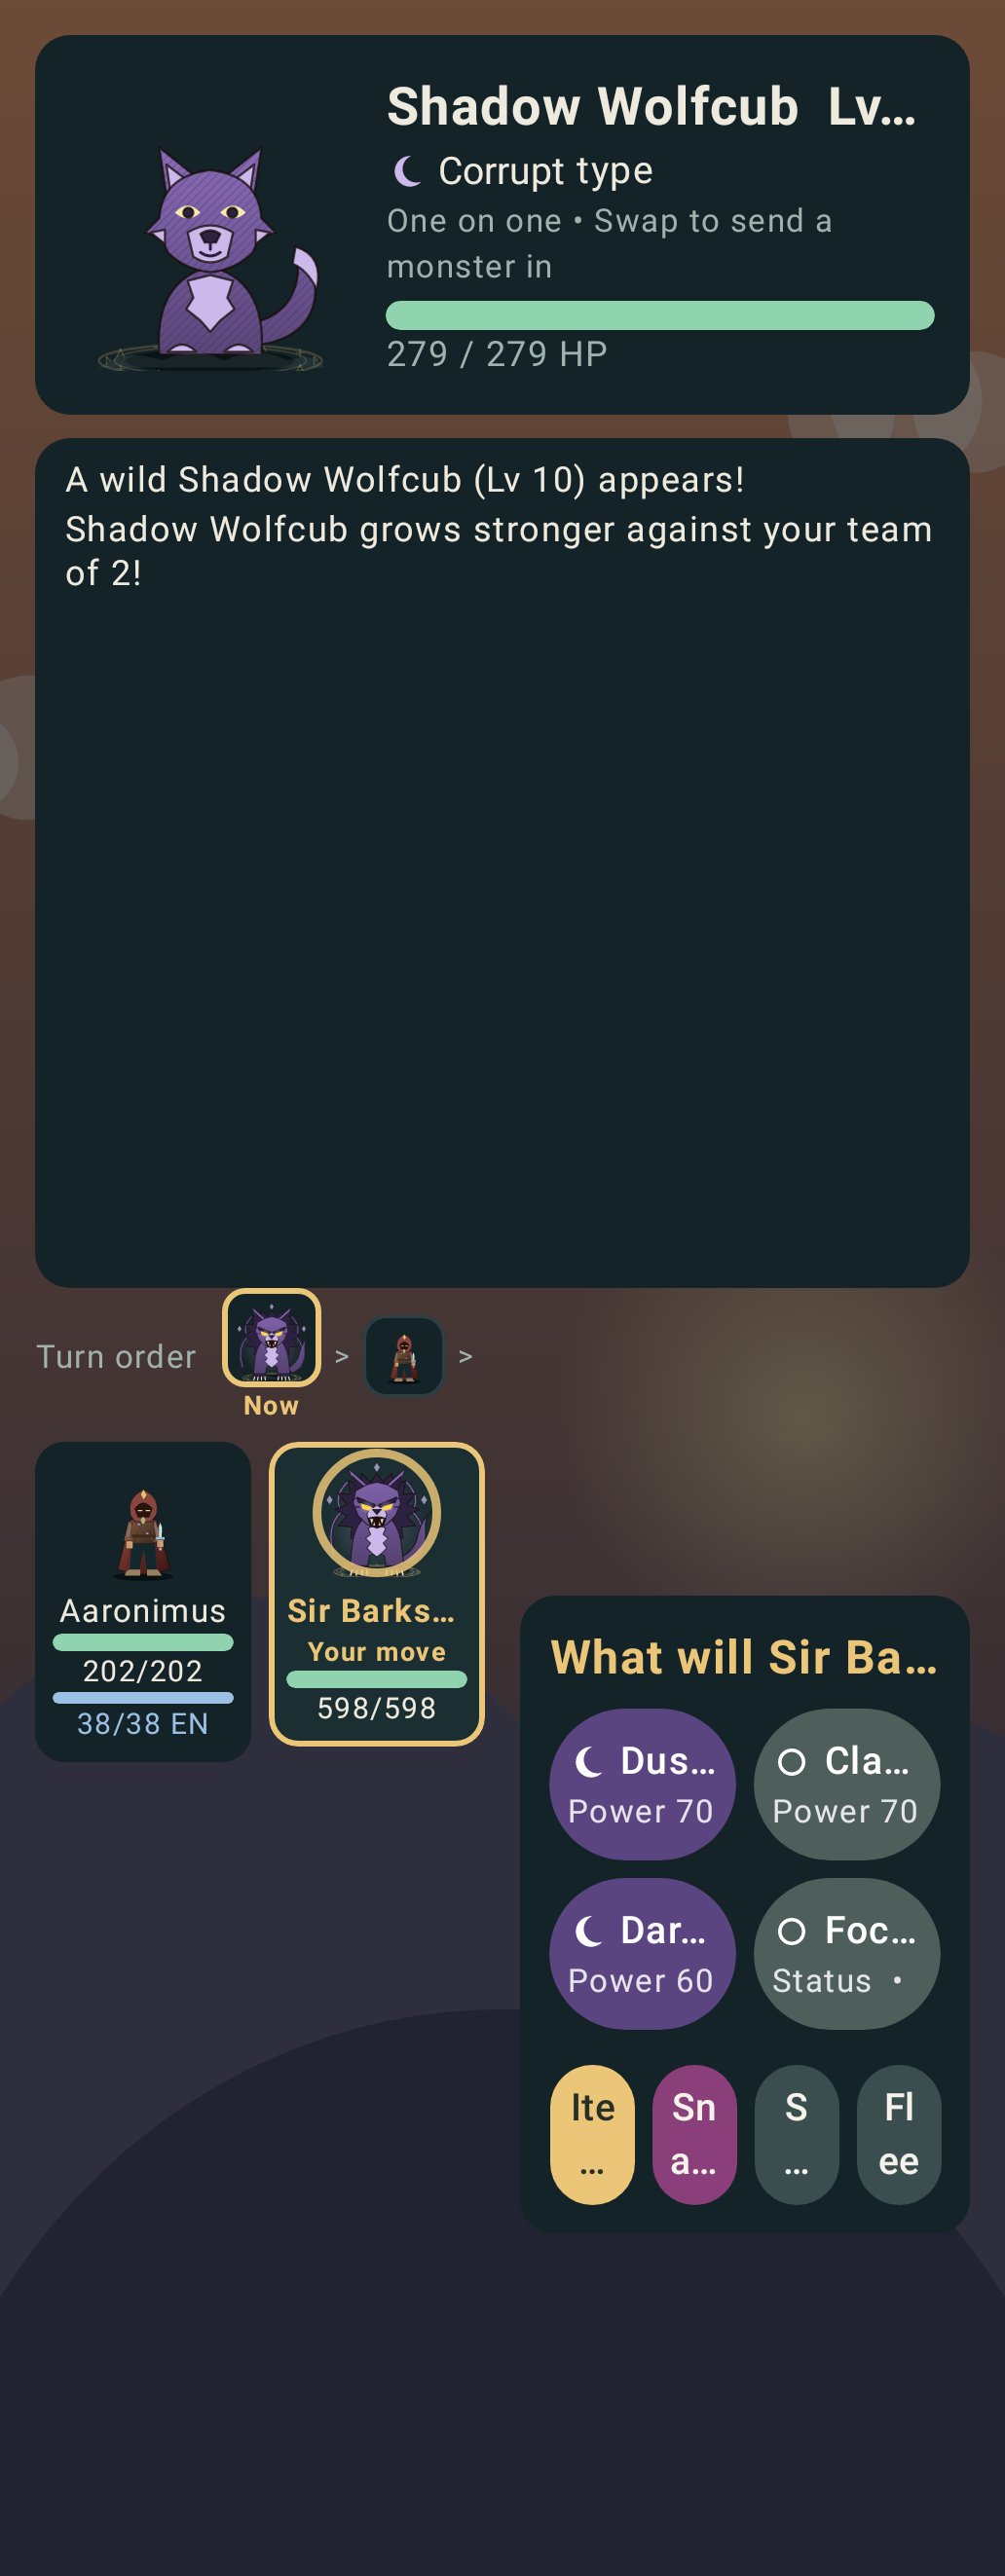 Shadow Wolfcub Lv…
Corrupt type
One on one • Swap to send a
monster in
279 / 279 HP
A wild Shadow Wolfcub (Lv 10) appears!
Shadow Wolfcub grows stronger against your team
of 2!
Turn order
>
>
Now
Aaronimus
202/202
38/38 EN
Sir Barks…
Your move
598/598
What will Sir Ba…
Dus…
Power 70
Cla…
Power 70
Dar…
Power 60
Foc…
Status •
Ite
…
Sn
a…
S
…
Fl
ee